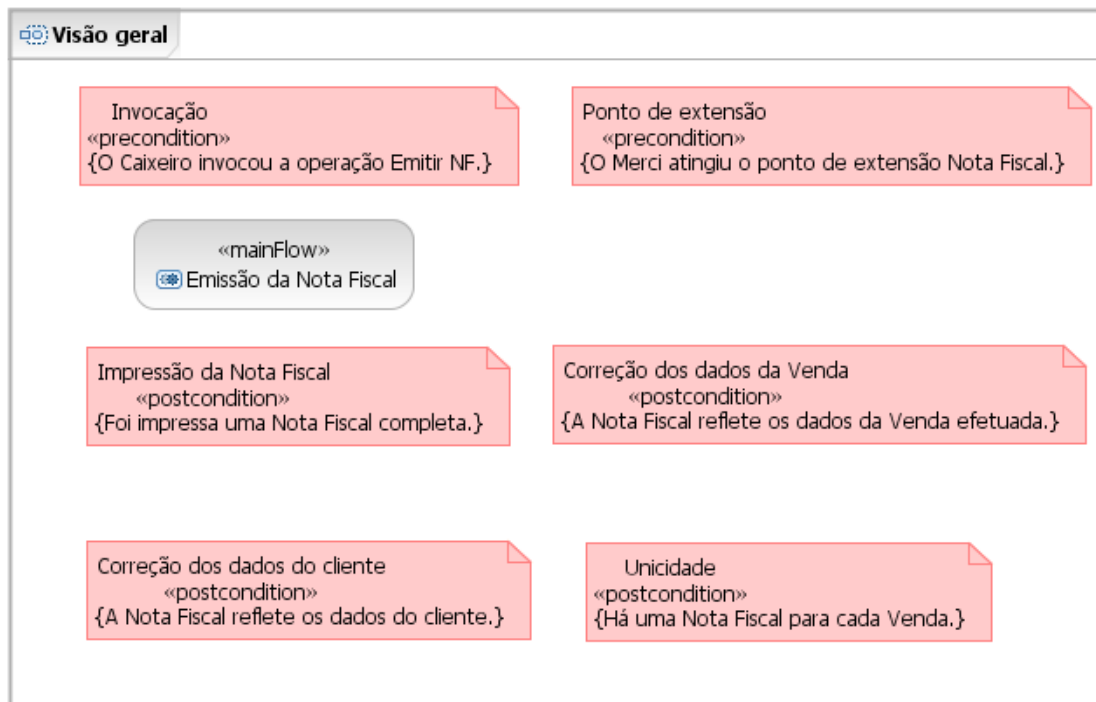 Visão geral
Invocação
«precondition»
{O Caixeiro invocou a operação Emitir NF.}
Ponto de extensão
«precondition»
{O Merci atingiu o ponto de extensão Nota Fiscal.}
«mainFlow»
Emissão da Nota Fiscal
Impressão da Nota Fiscal
«postcondition»
{Foi impressa uma Nota Fiscal completa.}
Correção dos dados da Venda
«postcondition»
{A Nota Fiscal reflete os dados da Venda efetuada.}
Correção dos dados do cliente
«postcondition»
{A Nota Fiscal reflete os dados do cliente.}
Unicidade
«postcondition»
{Há uma Nota Fiscal para cada Venda.}